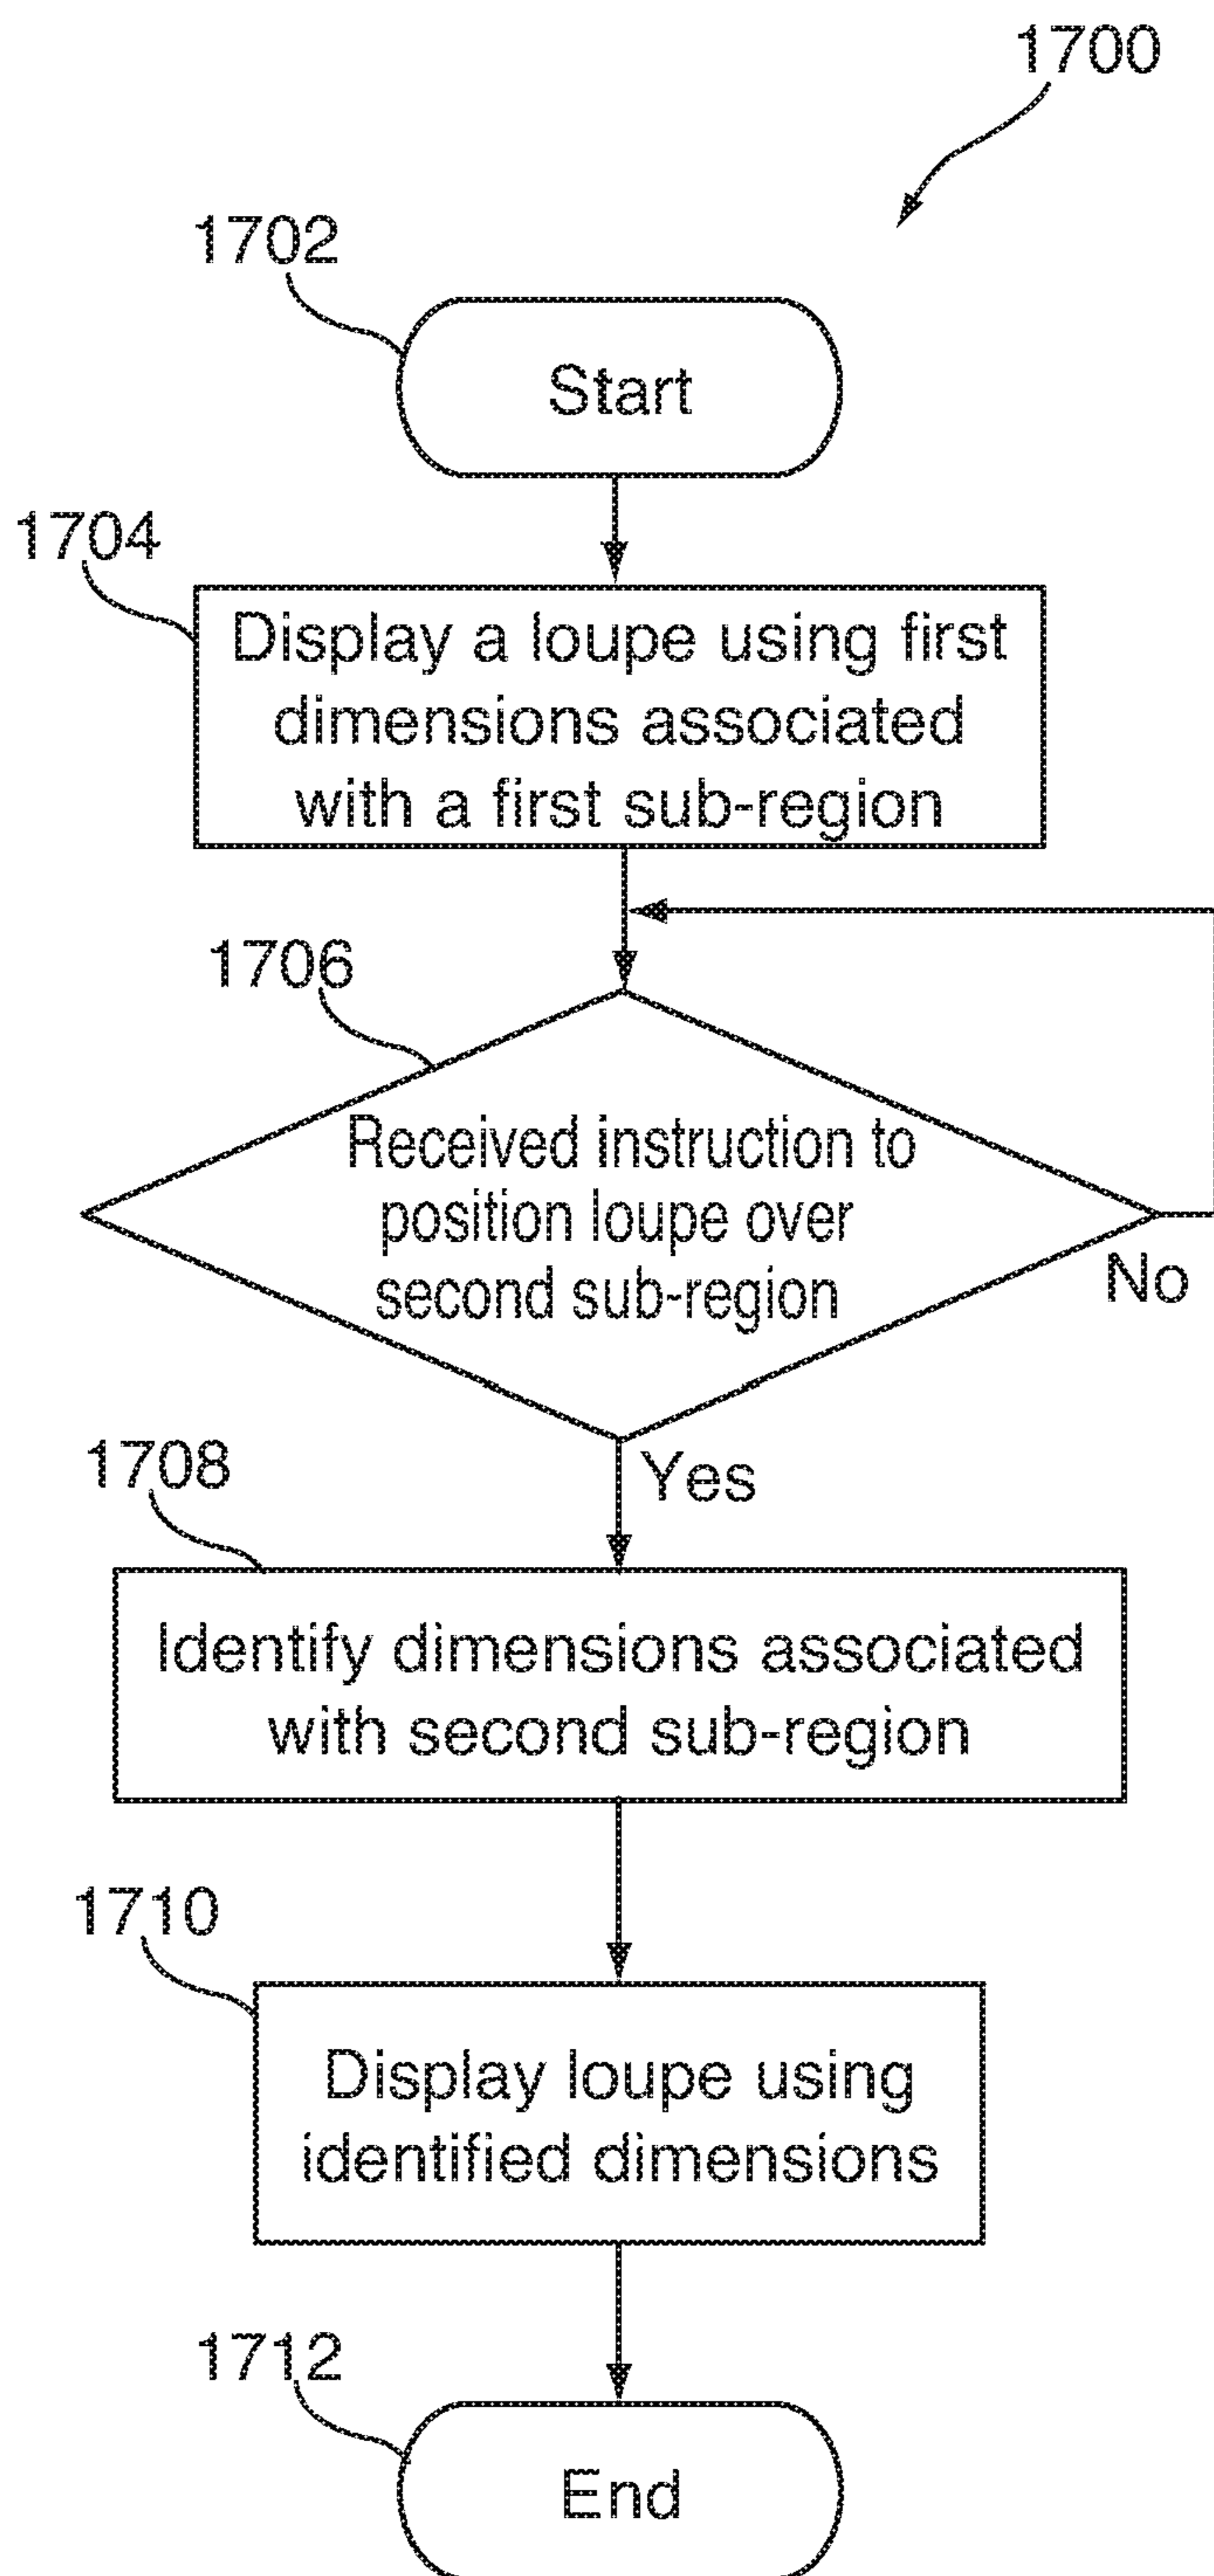 1700
1702
Start
1704
Display a loupe using first
dimensions associated
with a first sub-region
1706
Received instruction to
position loupe over
second sub-region
No
Yes
1708
Identify dimensions associated
with second sub-region
1710
Display loupe using
identified dimensions
1712
End